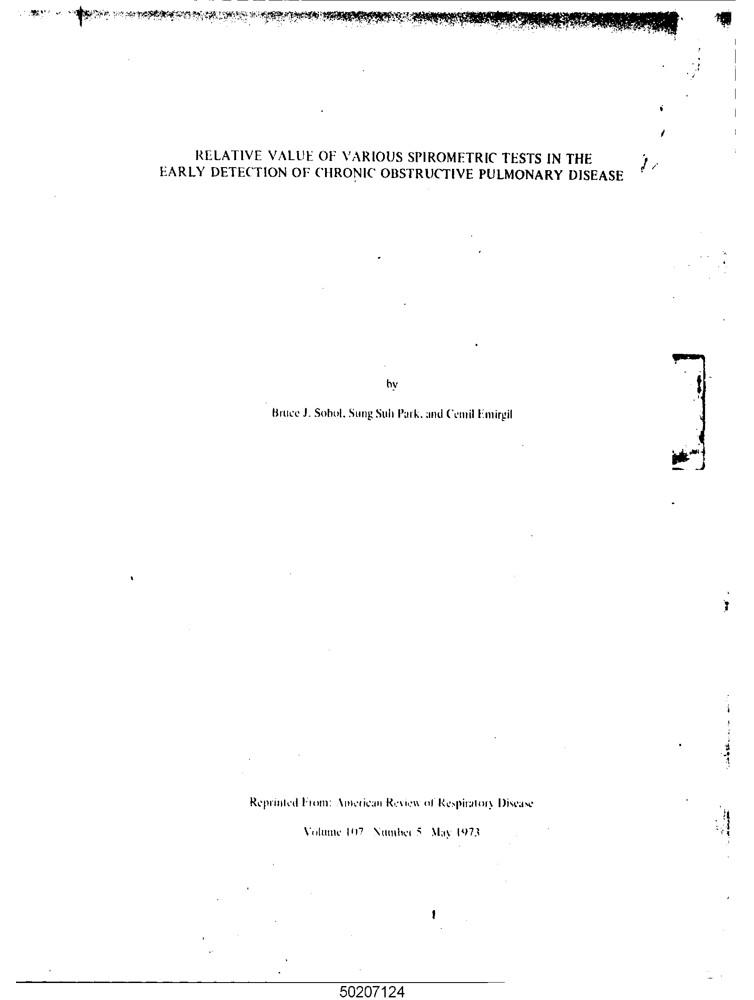 RELATIVE VALUE OF VARIOUS SPIROMETRIC TESTS IN THE
EARLY DETECTION OF CHRONIC OBSTRUCTIVE PULMONARY DISEASE
by
Bruce J. Sobol, Sung Suh Park, and Cemil Emirgil
Reprinted From: American Review of Respiratory Disease
Volume 107 Number 5 May 1973
50207124